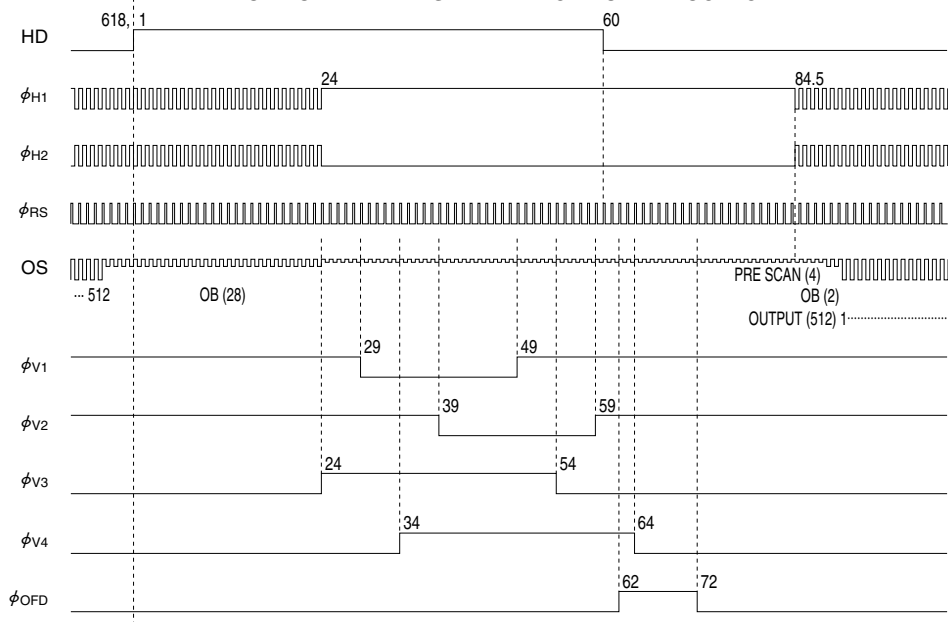 618, 1
60
HD
24
84.5
ϕH1
ϕH2
ϕRS
OS
PRE SCAN (4)
··· 512
OB (28)
OB (2)
OUTPUT (512) 1
29
49
ϕV1
39
59
ϕV2
24
54
ϕV3
34
64
ϕV4
62
72
ϕOFD